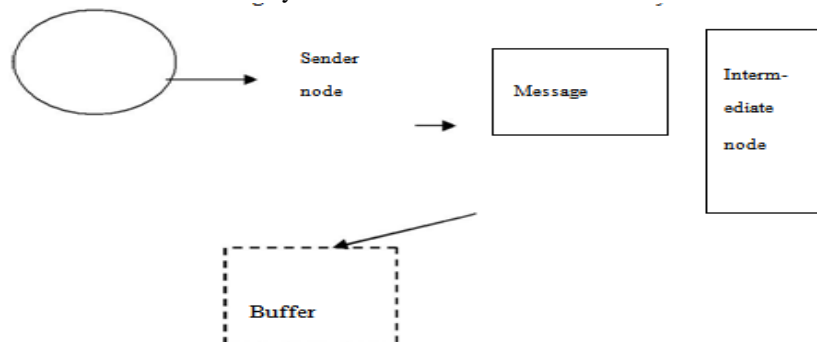 Sender
node
Message
Interm-
ediate
node
Buffer